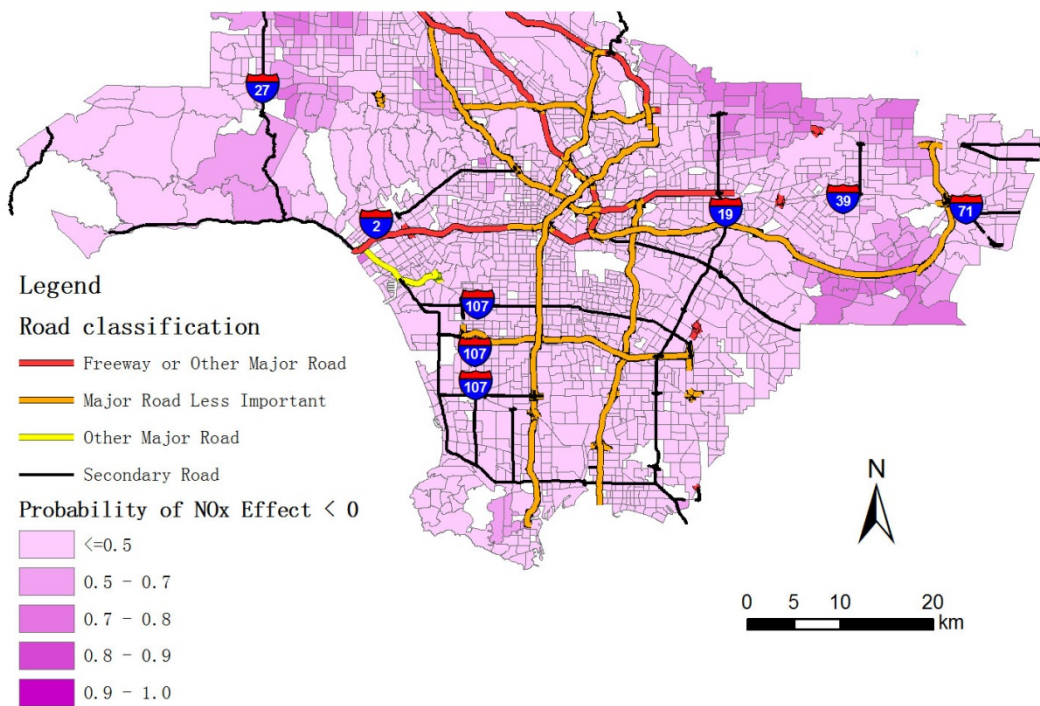 27
2
19
39
71
107
107
107
Legend
Road classification
Freeway or Other Major Road
Major Road Less Important
Other Major Road
Secondary Road
Probability of NOx Effect < 0
<=0.5
0.5 - 0.7
0.7 - 0.8
0.8 - 0.9
0.9 - 1.0
N
0 5 10 20
km